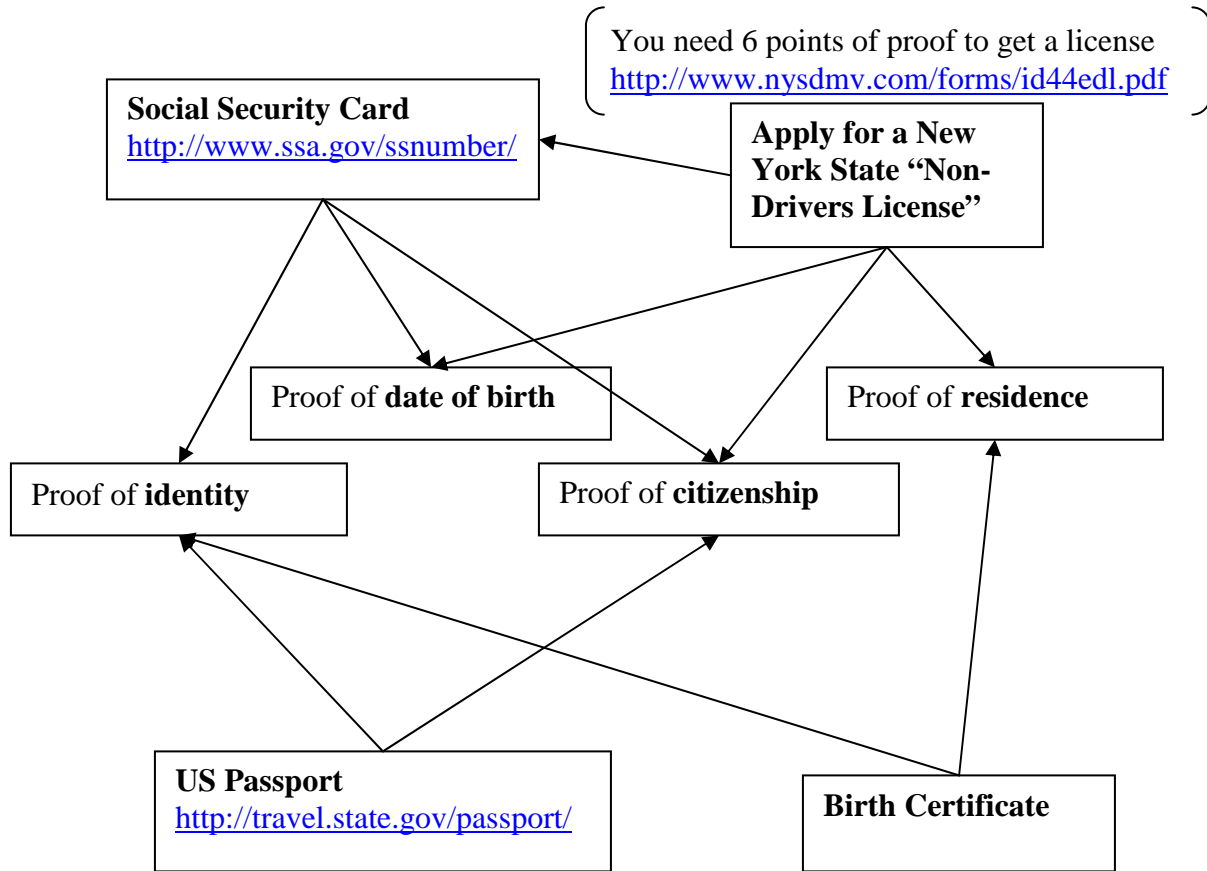 You need 6 points of proof to get a license
http://www.nysdmv.com/forms/id44edl.pdf
Social Security Card
http://www.ssa.gov/ssnumber/
Apply for a New
York State “Non-
Drivers License”
Proof of date of birth
Proof of residence
Proof of identity
Proof of citizenship
US Passport
http://travel.state.gov/passport/
Birth Certificate